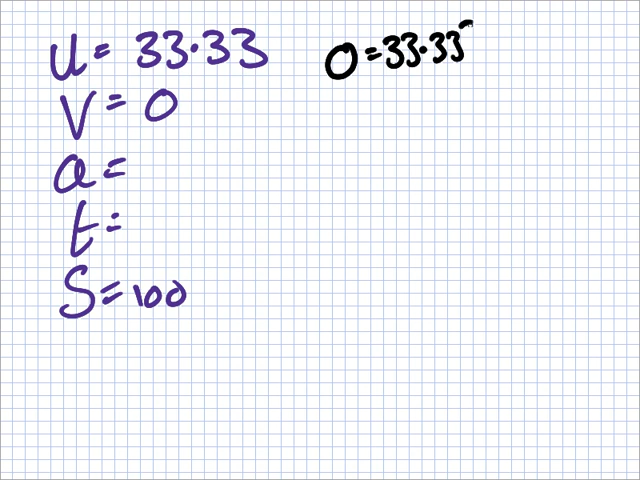 u = 33.33
0 = 33.33
v = 0
a =
t =
s = 100